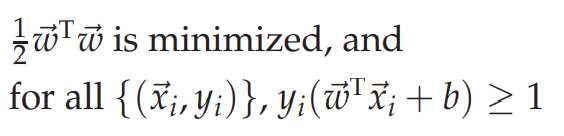 ½w⃗ᵀw⃗ is minimized, and
for all {(x⃗ᵢ, yᵢ)}, yᵢ(w⃗ᵀx⃗ᵢ + b) ≥ 1